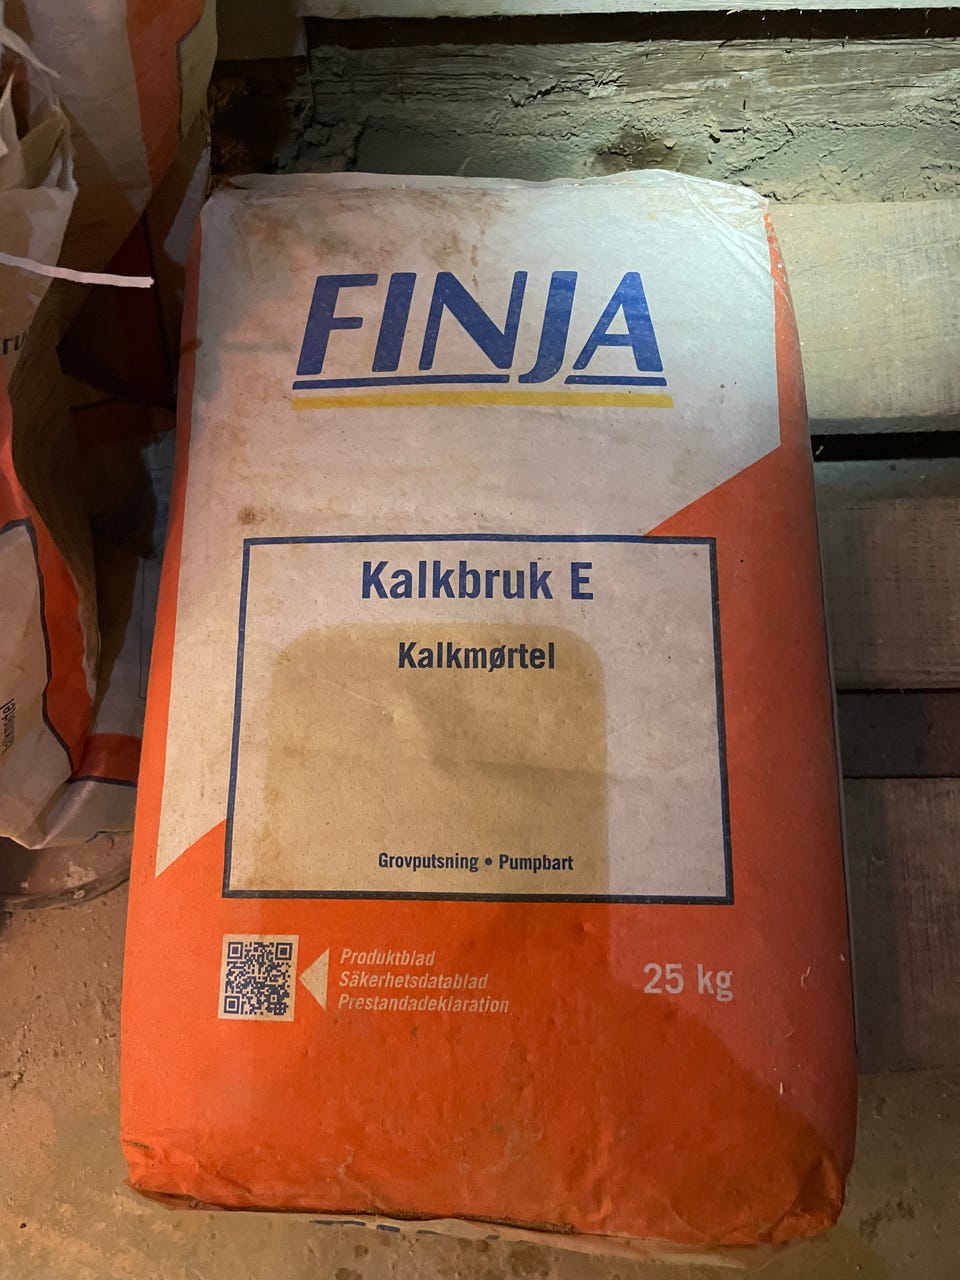 FINJA
Kalkbruk E
Kalkmørtel
Grovputsning • Pumpbart
Produktblad
Säkerhetsdatablad
Prestandadeklaration
25 kg